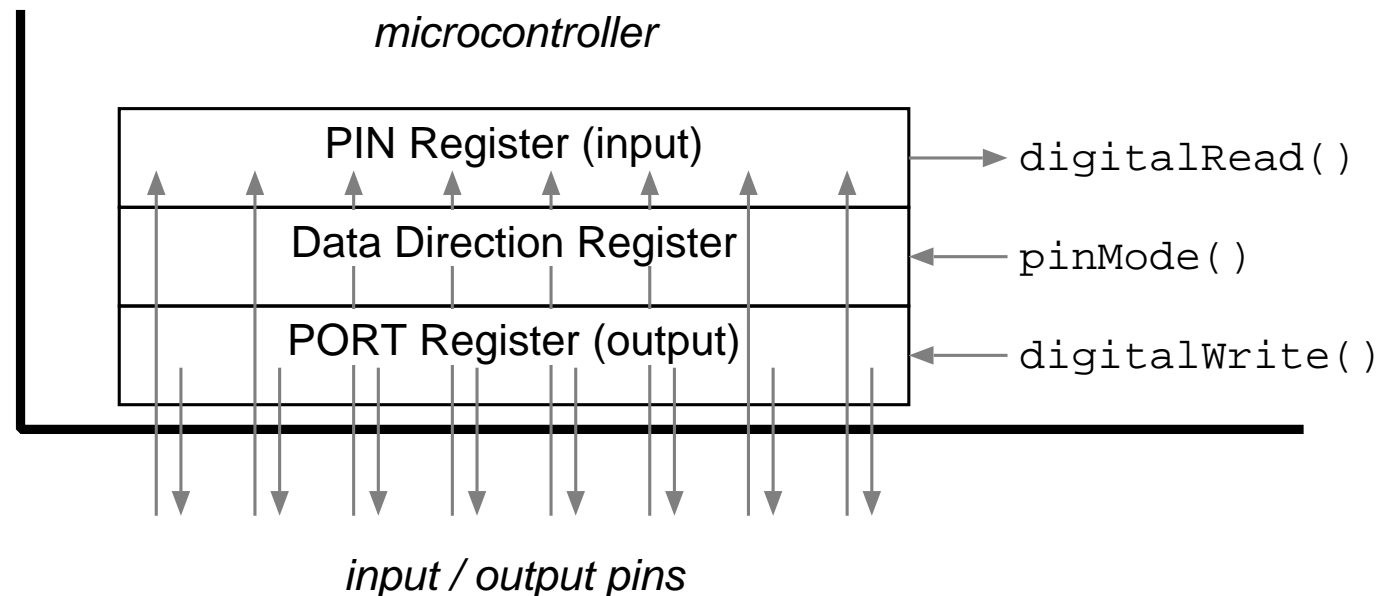 microcontroller
PIN Register (input)
digitalRead()
Data Direction Register
pinMode()
PORT Register (output)
digitalWrite()
input / output pins